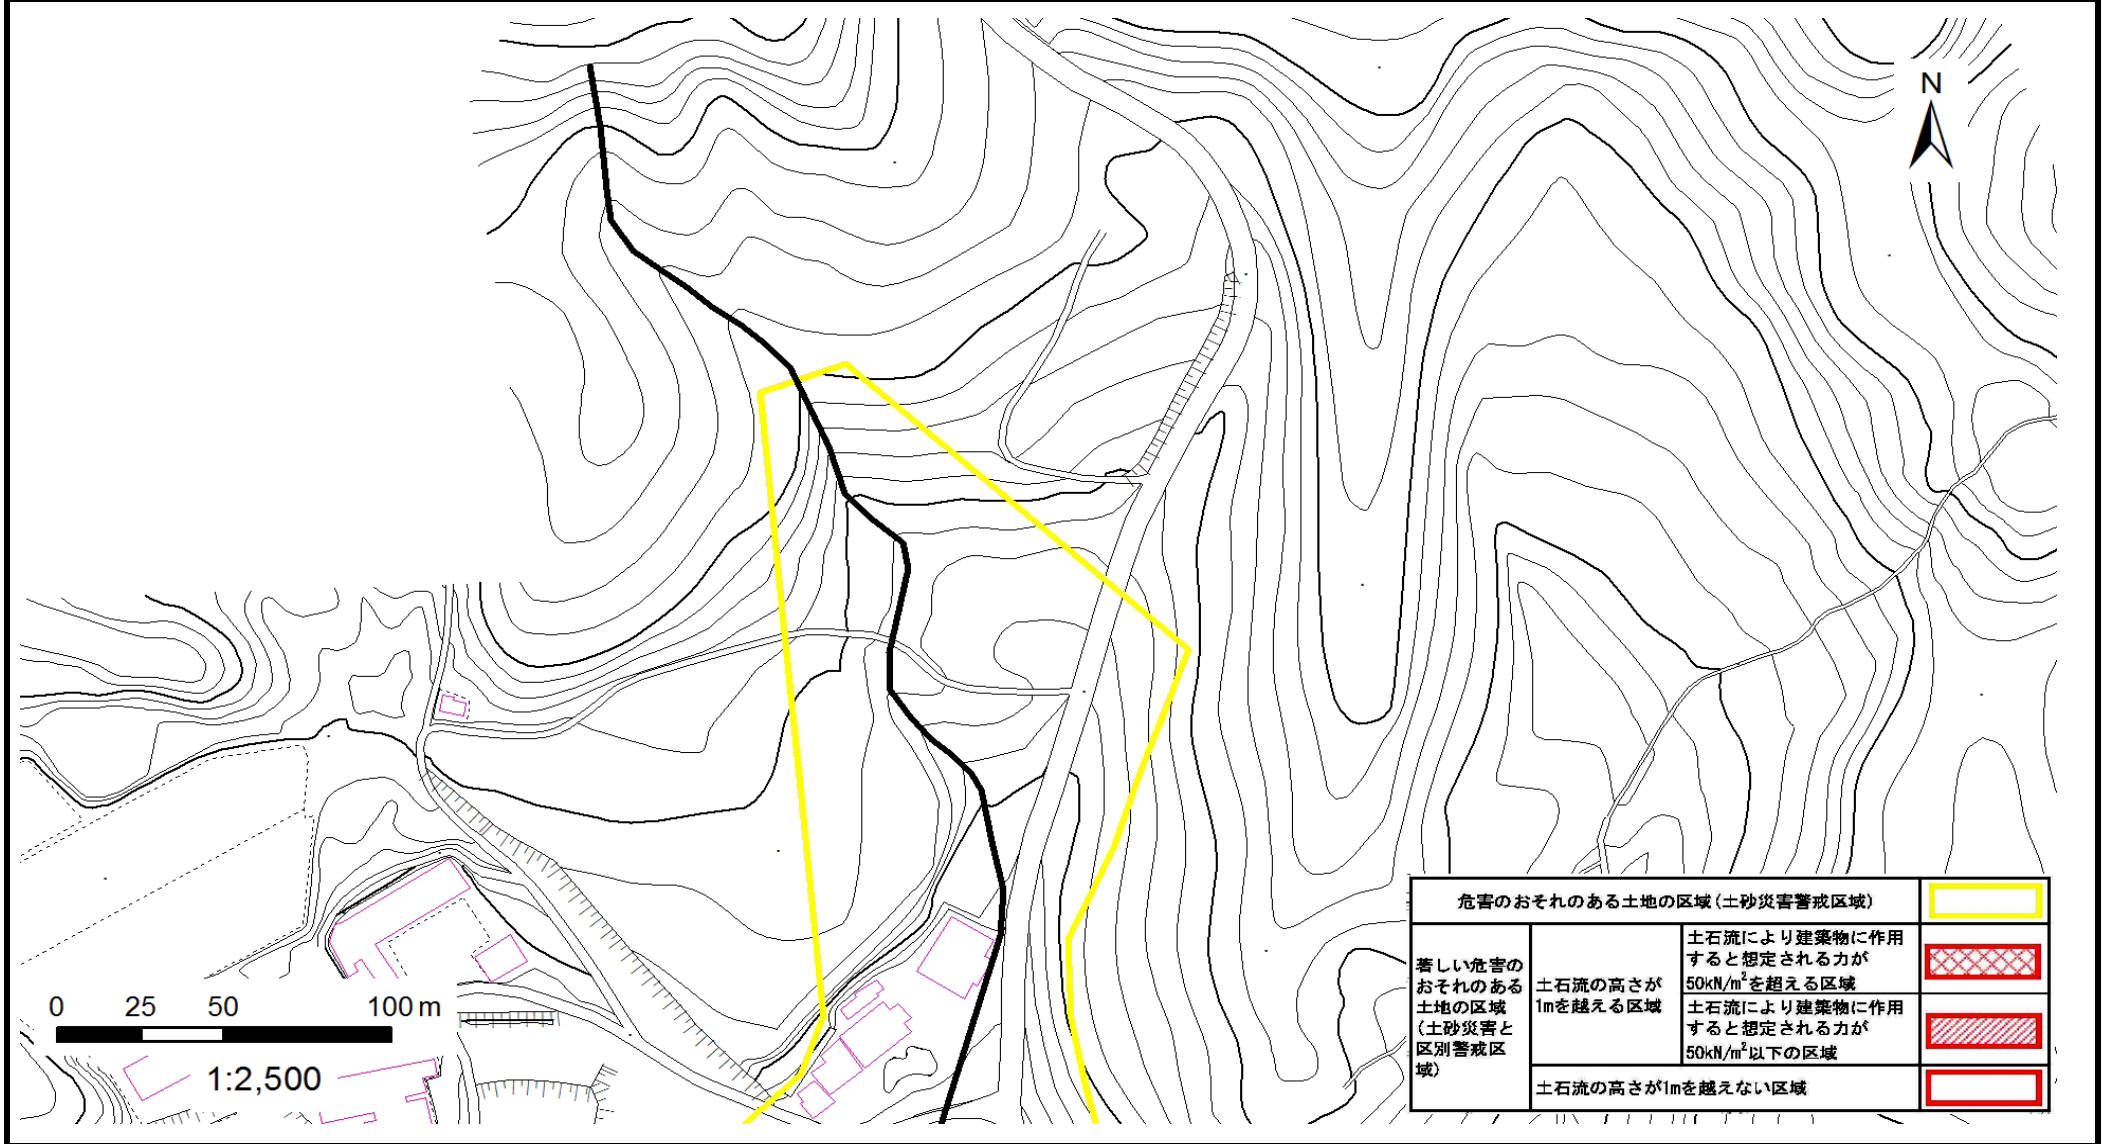 N
危害のおそれのある土地の区域(土砂災害警戒区域)
著しい危害の
おそれのある
土地の区域
(土砂災害と
区別警戒区
域)
土石流の高さが
1mを越える区域
土石流により建築物に作用
すると想定される力が
50kN/m²を超える区域
土石流により建築物に作用
すると想定される力が
50kN/m²以下の区域
土石流の高さが1mを越えない区域
0 25 50 100 m
1:2,500